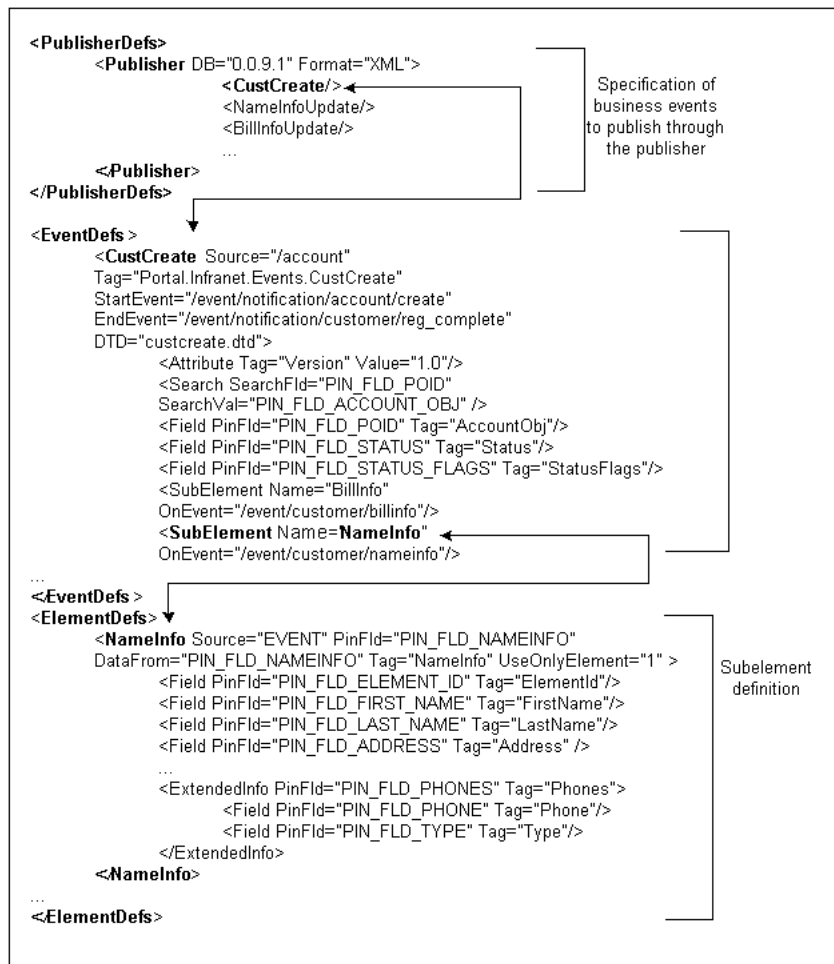 <PublisherDefs>
<Publisher DB="0.0.9.1" Format="XML">
<CustCreate/>
<NameInfoUpdate/>
<BillInfoUpdate/>
...
</Publisher>
</PublisherDefs>
Specification of
business events
to publish through
the publisher
<EventDefs >
<CustCreate Source="/account"
Tag="Portal.Infranet.Events.CustCreate"
StartEvent="/event/notification/account/create"
EndEvent="/event/notification/customer/reg_complete"
DTD="custcreate.dtd">
<Attribute Tag="Version" Value="1.0"/>
<Search SearchFld="PIN_FLD_POID"
SearchVal="PIN_FLD_ACCOUNT_OBJ" />
<Field PinFld="PIN_FLD_POID" Tag="AccountObj"/>
<Field PinFld="PIN_FLD_STATUS" Tag="Status"/>
<Field PinFld="PIN_FLD_STATUS_FLAGS" Tag="StatusFlags"/>
<SubElement Name="BillInfo"
OnEvent="/event/customer/billinfo"/>
<SubElement Name="NameInfo"
OnEvent="/event/customer/nameinfo"/>
...
</EventDefs >
<ElementDefs>
<NameInfo Source="EVENT" PinFld="PIN_FLD_NAMEINFO"
DataFrom="PIN_FLD_NAMEINFO" Tag="NameInfo" UseOnlyElement="1" >
<Field PinFld="PIN_FLD_ELEMENT_ID" Tag="ElementId"/>
<Field PinFld="PIN_FLD_FIRST_NAME" Tag="FirstName"/>
<Field PinFld="PIN_FLD_LAST_NAME" Tag="LastName"/>
<Field PinFld="PIN_FLD_ADDRESS" Tag="Address" />
...
<ExtendedInfo PinFld="PIN_FLD_PHONES" Tag="Phones">
<Field PinFld="PIN_FLD_PHONE" Tag="Phone"/>
<Field PinFld="PIN_FLD_TYPE" Tag="Type"/>
</ExtendedInfo>
</NameInfo>
...
</ElementDefs>
Subelement
definition